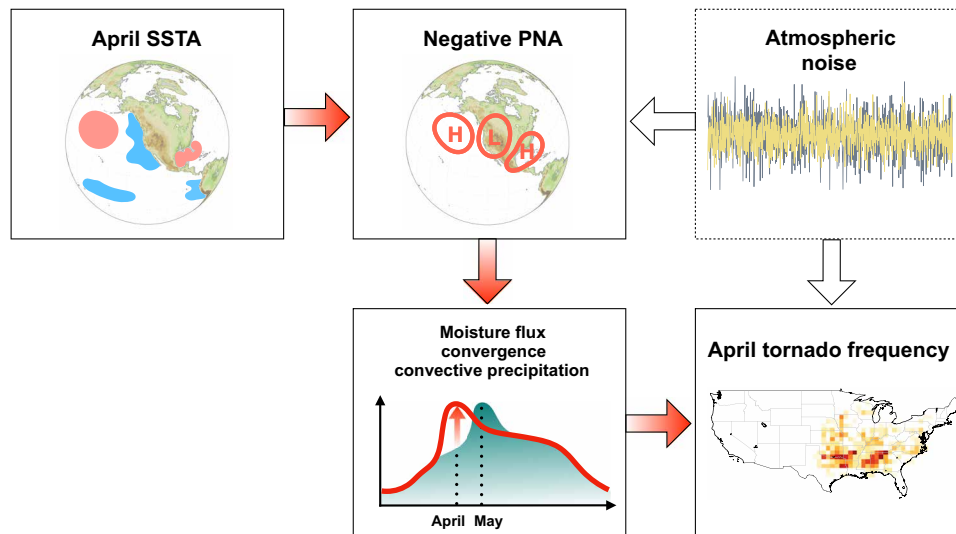 April SSTA
Negative PNA
Atmospheric
noise
H
L
H
Moisture flux
convergence
convective precipitation
April May
April tornado frequency